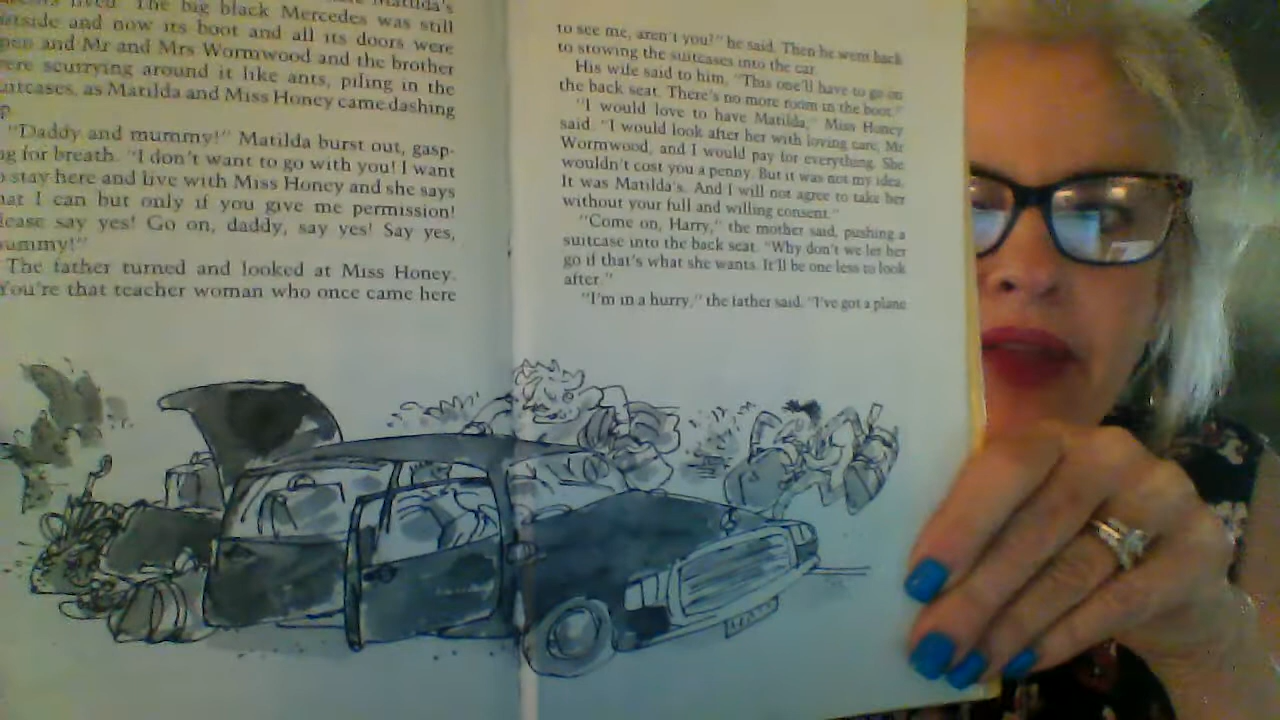 The big black Mercedes was still
and now its boot and all its doors were
and Mr and Mrs Wormwood and the brother
scurrying around it like ants, piling in the
as Matilda and Miss Honey came dashing
"Daddy and mummy!" Matilda burst out, gasp-
for breath. "I don't want to go with you! I want
stay here and live with Miss Honey and she says
I can but only if you give me permission!
say yes! Go on, daddy, say yes! Say yes,
The father turned and looked at Miss Honey.
You're that teacher woman who once came here
to see me, aren't you?" he said. Then he went back
to stowing the suitcases into the car.
His wife said to him, "This one'll have to go on
the back seat. There's no more room in the boot."
"I would love to have Matilda," Miss Honey
said. "I would look after her with loving care, Mr
Wormwood, and I would pay for everything. She
wouldn't cost you a penny. But it was not my idea.
It was Matilda's. And I will not agree to take her
without your full and willing consent."
"Come on, Harry," the mother said, pushing a
suitcase into the back seat. "Why don't we let her
go if that's what she wants. It'll be one less to look
after."
"I'm in a hurry," the father said. "I've got a plane